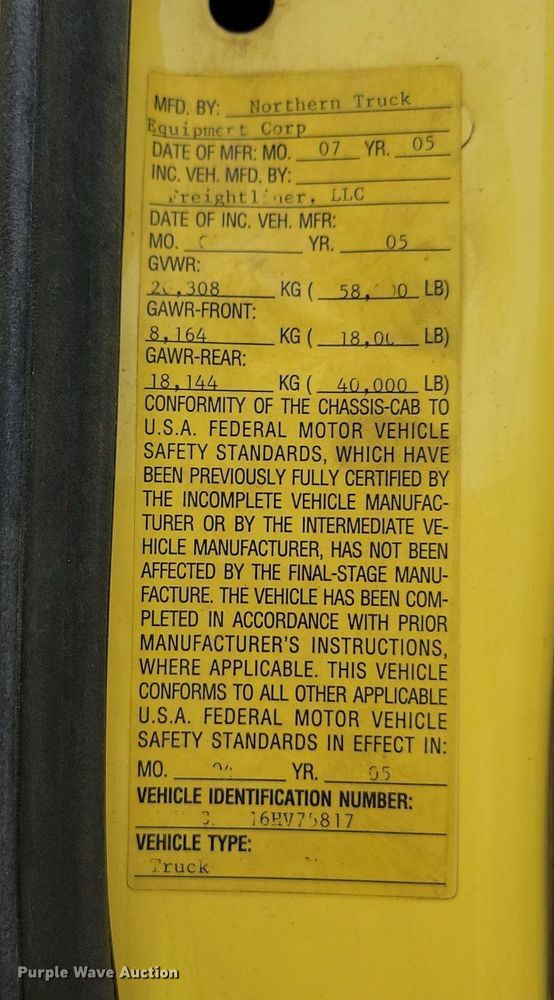 MFD. BY: Northern Truck
Equipment Corp
DATE OF MFR: MO. 07 YR. 05
INC. VEH. MFD. BY:
Freightliner, LLC
DATE OF INC. VEH. MFR:
MO. YR. 05
GVWR:
KG ( LB)
GAWR-FRONT:
8,164 KG ( LB)
GAWR-REAR:
18,144 KG ( 40,000 LB)
CONFORMITY OF THE CHASSIS-CAB TO
U.S.A. FEDERAL MOTOR VEHICLE
SAFETY STANDARDS, WHICH HAVE
BEEN PREVIOUSLY FULLY CERTIFIED BY
THE INCOMPLETE VEHICLE MANUFAC-
TURER OR BY THE INTERMEDIATE VE-
HICLE MANUFACTURER, HAS NOT BEEN
AFFECTED BY THE FINAL-STAGE MANU-
FACTURE. THE VEHICLE HAS BEEN COM-
PLETED IN ACCORDANCE WITH PRIOR
MANUFACTURER'S INSTRUCTIONS,
WHERE APPLICABLE. THIS VEHICLE
CONFORMS TO ALL OTHER APPLICABLE
U.S.A. FEDERAL MOTOR VEHICLE
SAFETY STANDARDS IN EFFECT IN:
MO. YR. 05
VEHICLE IDENTIFICATION NUMBER:
VEHICLE TYPE:
Truck
Purple Wave Auction